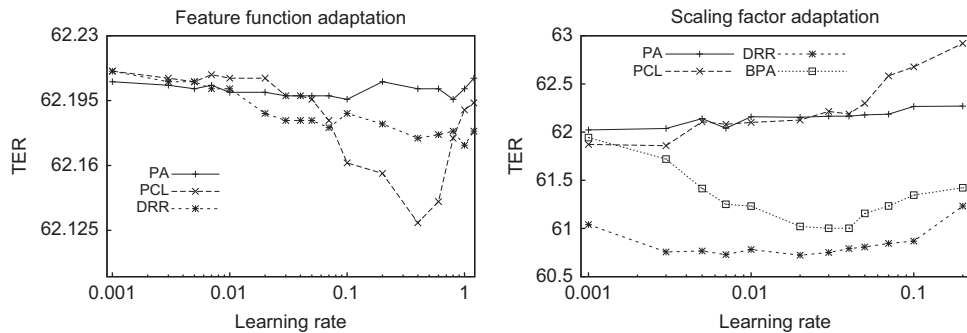 Feature function adaptation
62.23
62.195
62.16
62.125
TER
PA
PCL
DRR
0.001
0.01
0.1
1
Learning rate
Scaling factor adaptation
63
62.5
62
61.5
61
60.5
TER
PA
PCL
DRR
BPA
0.001
0.01
0.1
Learning rate